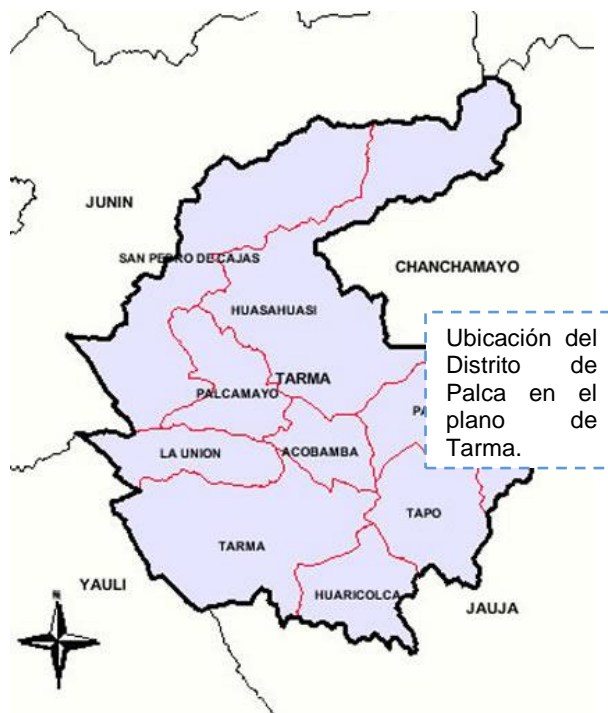 JUNIN
SAN PEDRO DE CAJAS
CHANCHAMAYO
HUASAHUASI
Ubicación del
Distrito de
Palca en el
plano de
Tarma.
TARMA
PALCAMAYO
PA
LA UNION
ACOBAMBA
TAPO
TARMA
YAULI
HUARICOLCA
JAUJA